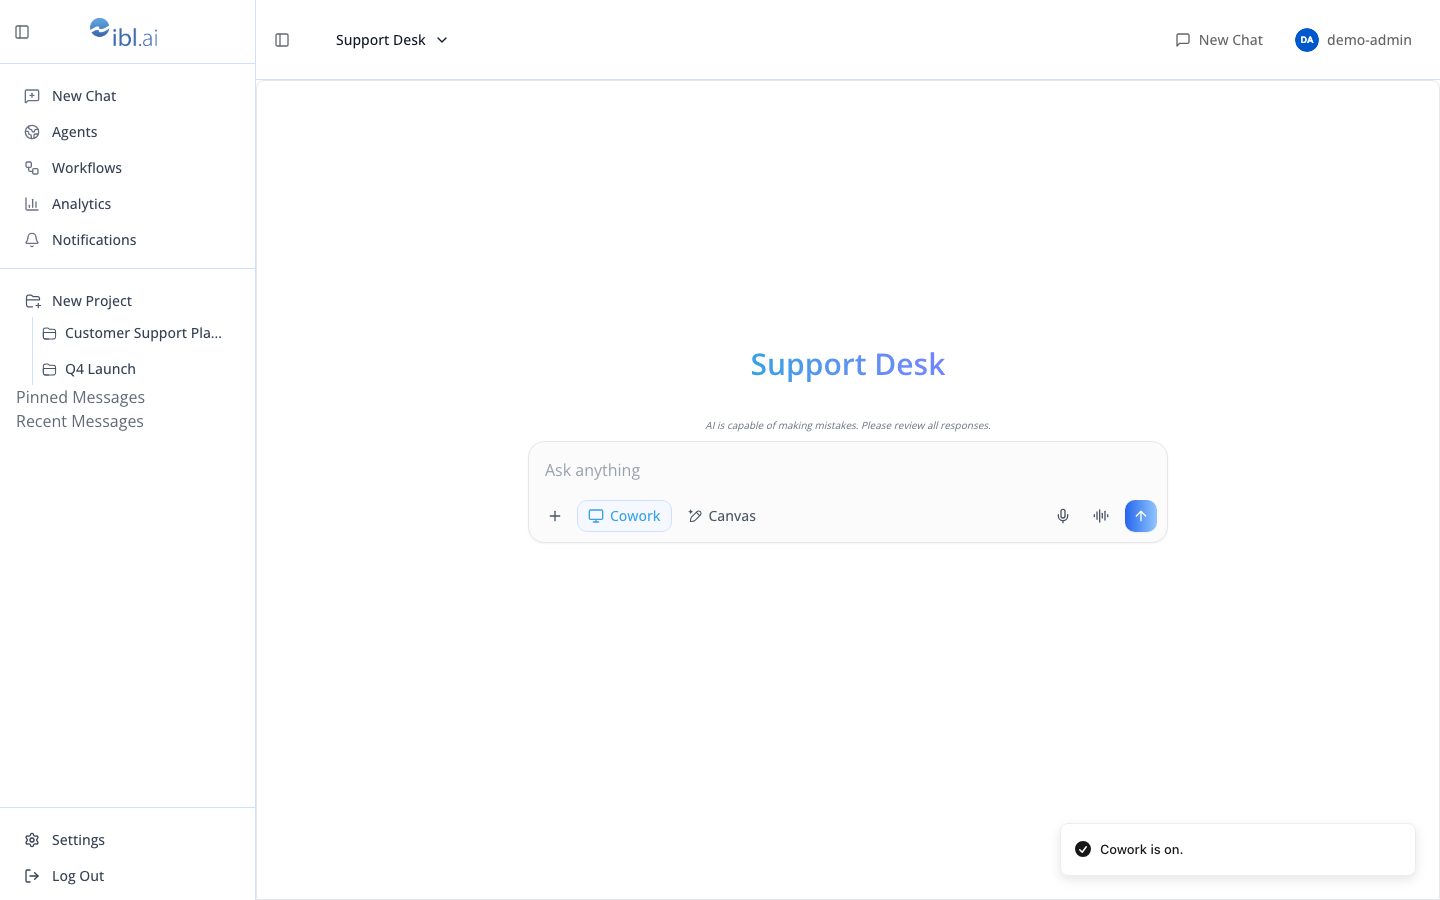 ibl.ai
New Chat
Agents
Workflows
Analytics
Notifications
New Project
Customer Support Pla...
Q4 Launch
Pinned Messages
Recent Messages
Settings
Log Out
Support Desk
New Chat
DA
demo-admin
Support Desk
AI is capable of making mistakes. Please review all responses.
Ask anything
Cowork
Canvas
Cowork is on.